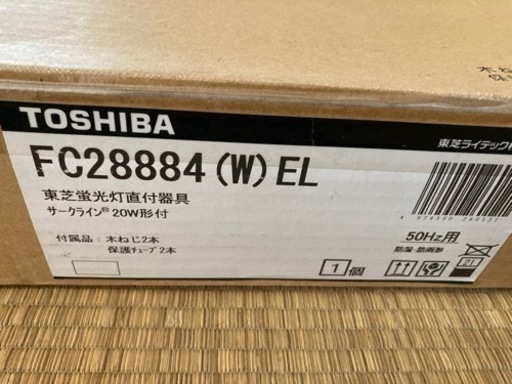 TOSHIBA
東芝ライテック
FC28884(W)EL
東芝蛍光灯直付器具
サークライン® 20W形付
付属品:木ねじ2本
保護チューブ2本
50Hz用
防湿・防雨形
1個
21
木ね